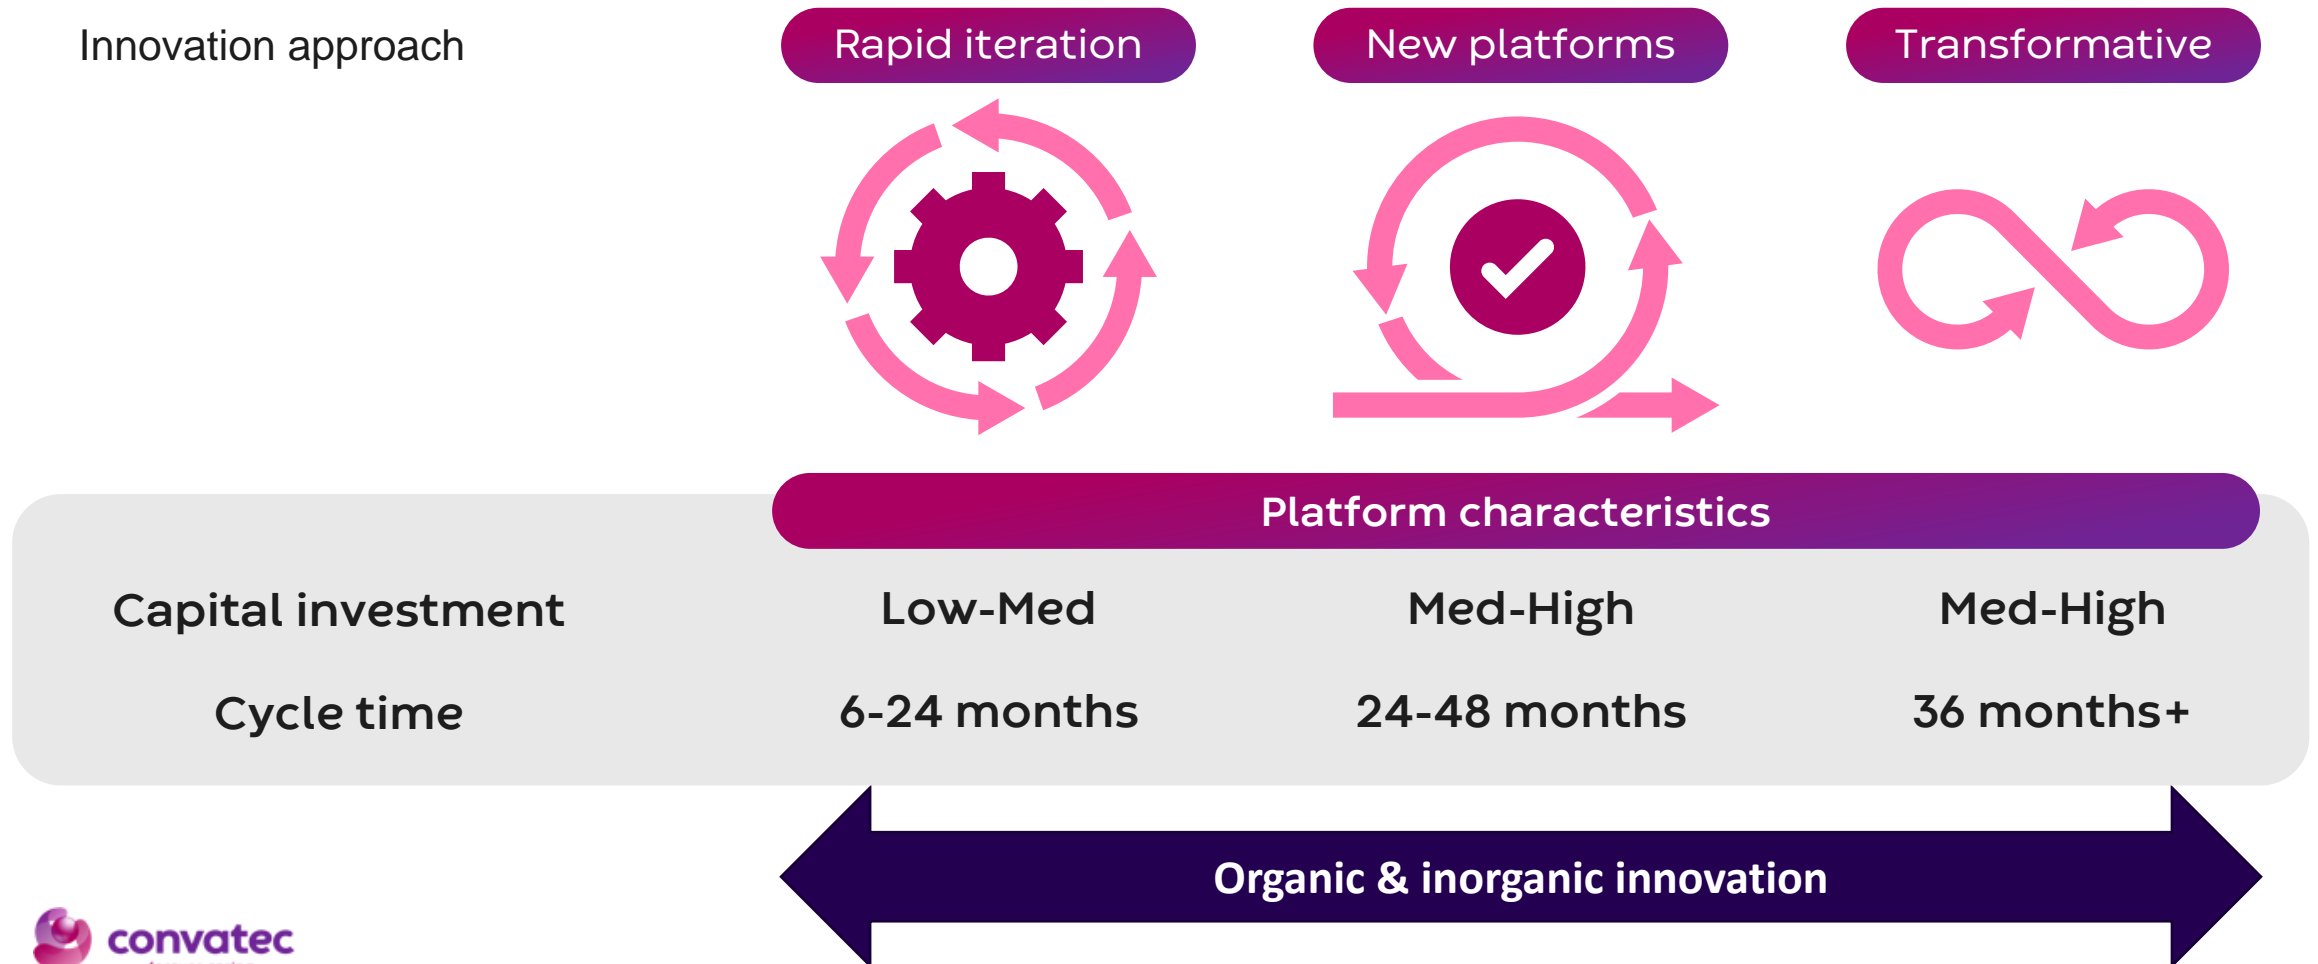 Innovation approach
Rapid iteration
New platforms
Transformative
Platform characteristics
Capital investment
Low-Med
Med-High
Med-High
Cycle time
6-24 months
24-48 months
36 months+
Organic & inorganic innovation
convatec